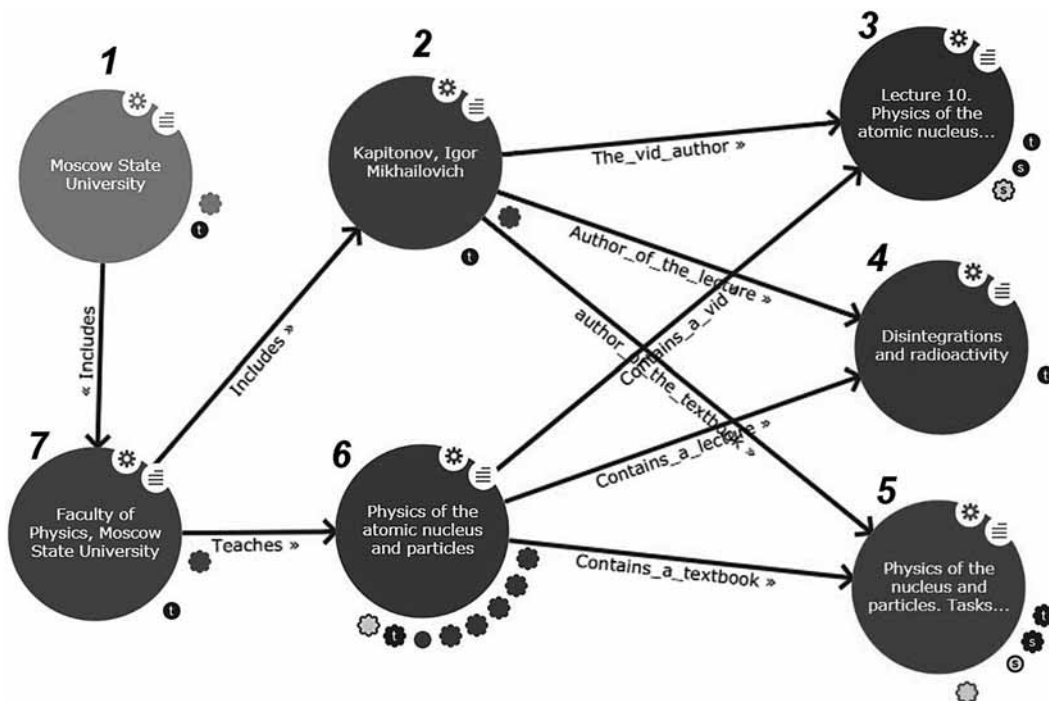 1
2
3
Moscow State
University
t
Kapitonov, Igor
Mikhailovich
t
Lecture 10.
Physics of the
atomic nucleus...
t
s
s
The_vid_author »
Author_of_the_lecture »
author_of_the_textbook »
Contains_a_vid »
« Includes
Includes »
4
Disintegrations
and radioactivity
t
7
Faculty of
Physics, Moscow
State University
t
Teaches »
6
Physics of the
atomic nucleus
and particles
t
Contains_a_lecture »
Contains_a_textbook »
5
Physics of the
nucleus and
particles. Tasks...
t
s
s